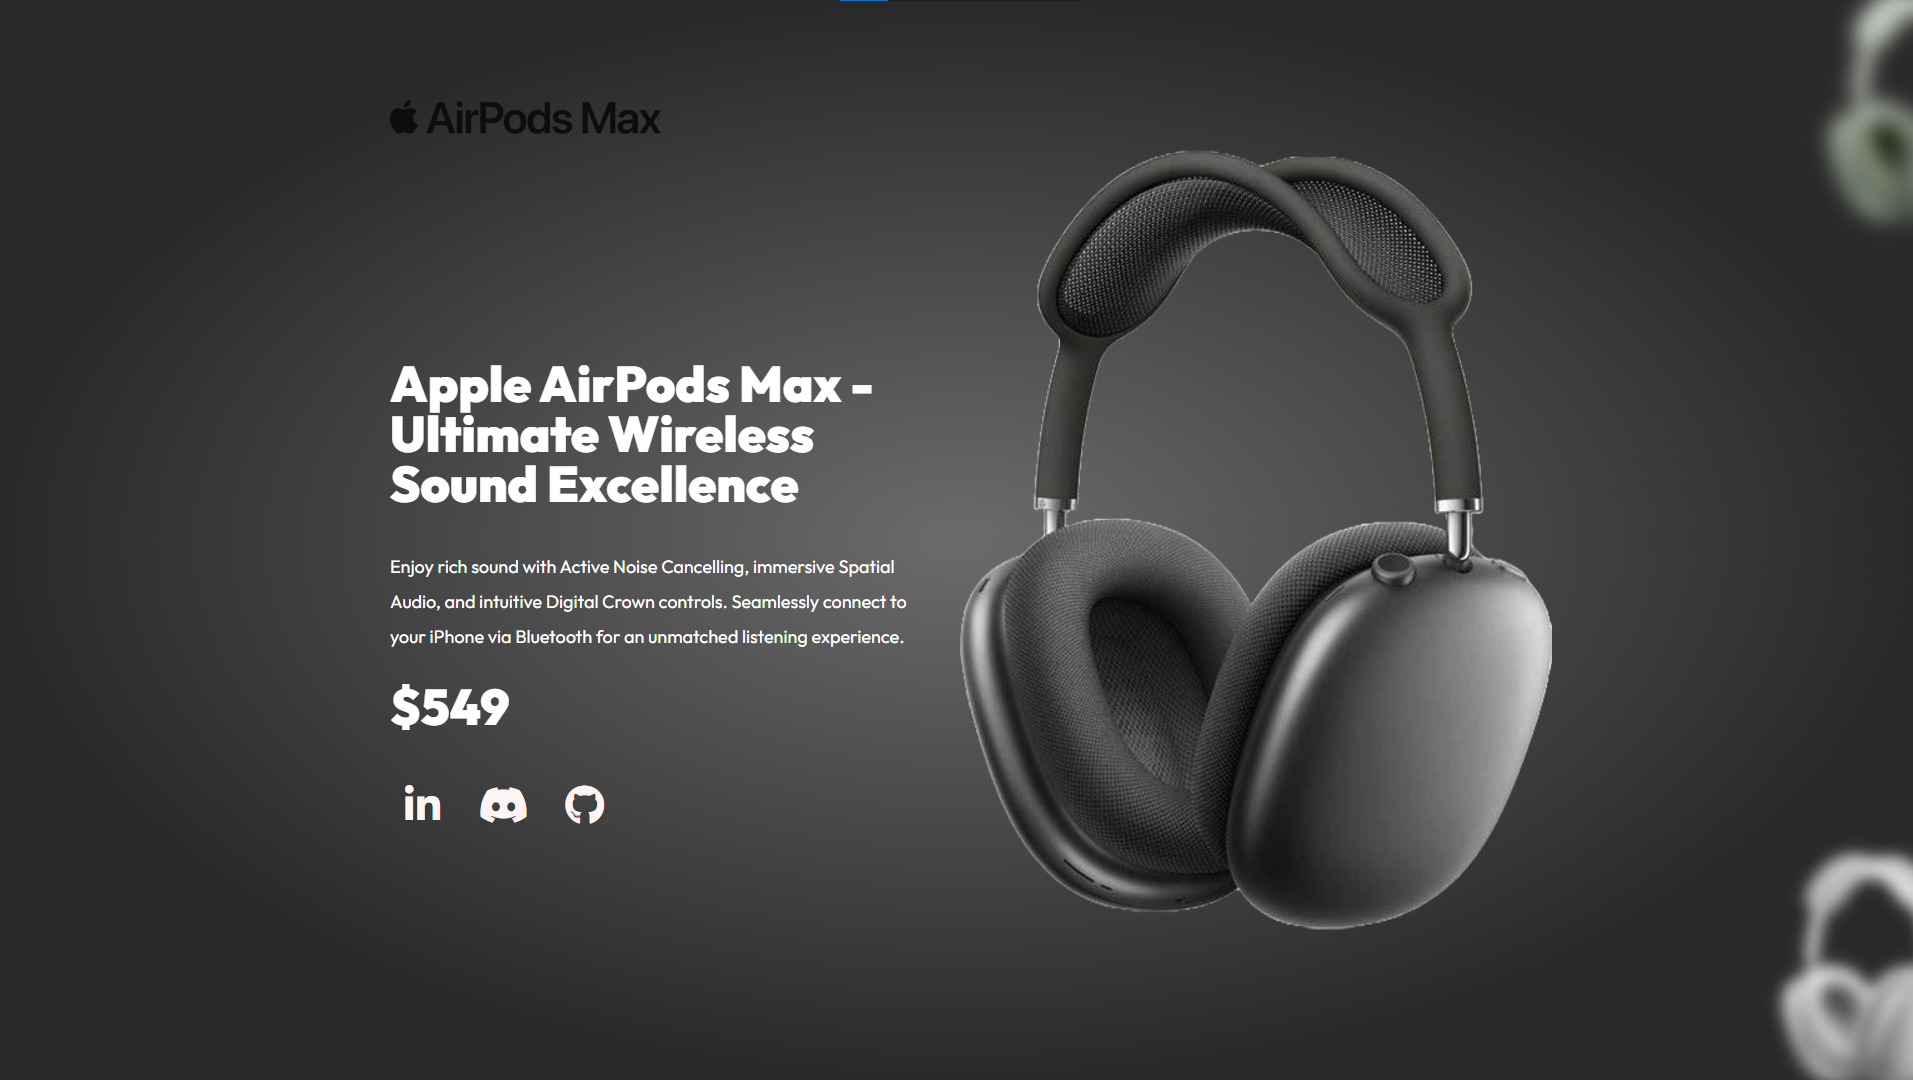 AirPods Max
Apple AirPods Max -
Ultimate Wireless
Sound Excellence
Enjoy rich sound with Active Noise Cancelling, immersive Spatial
Audio, and intuitive Digital Crown controls. Seamlessly connect to
your iPhone via Bluetooth for an unmatched listening experience.
$549
in